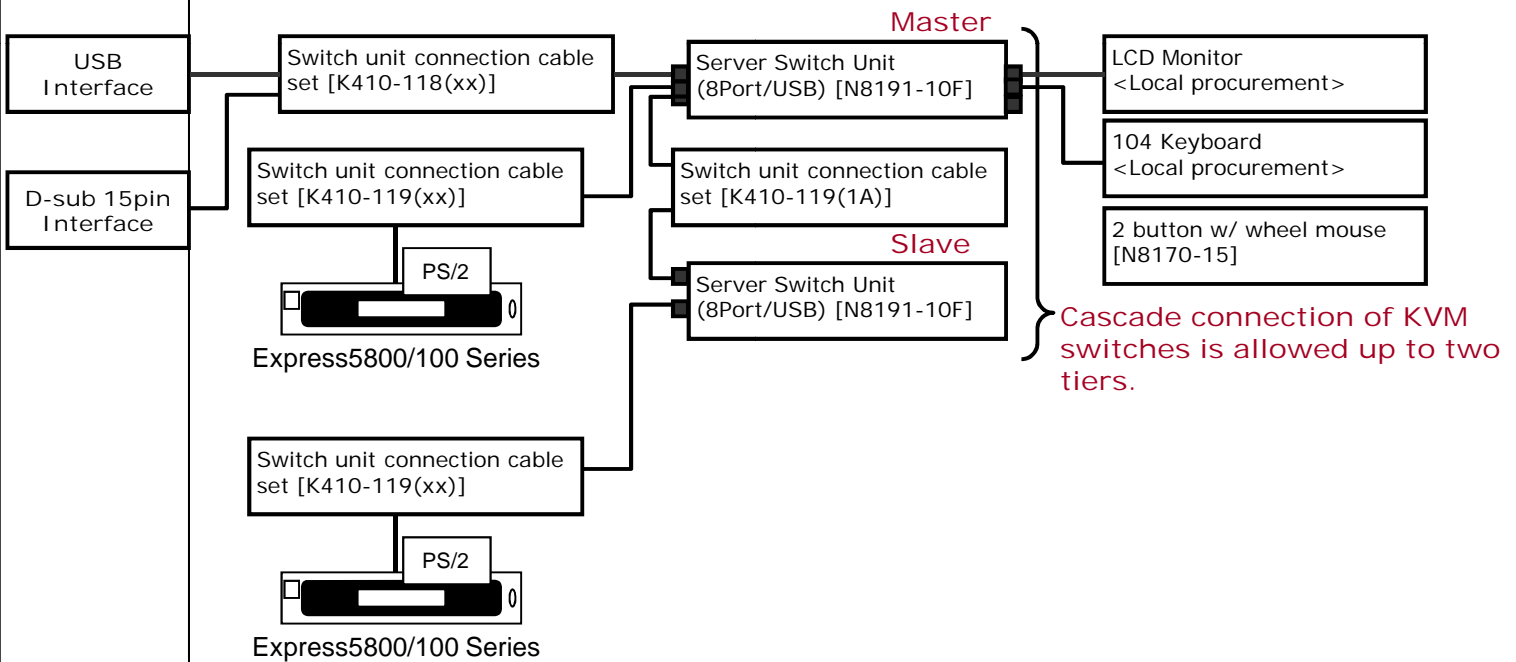 Master
USB
Interface
Switch unit connection cable
set [K410-118(xx)]
Server Switch Unit
(8Port/USB) [N8191-10F]
LCD Monitor
<Local procurement>
104 Keyboard
<Local procurement>
Switch unit connection cable
set [K410-119(xx)]
Switch unit connection cable
set [K410-119(1A)]
D-sub 15pin
Interface
2 button w/ wheel mouse
[N8170-15]
Slave
PS/2
Server Switch Unit
(8Port/USB) [N8191-10F]
Express5800/100 Series
Cascade connection of KVM
switches is allowed up to two
tiers.
Switch unit connection cable
set [K410-119(xx)]
PS/2
Express5800/100 Series